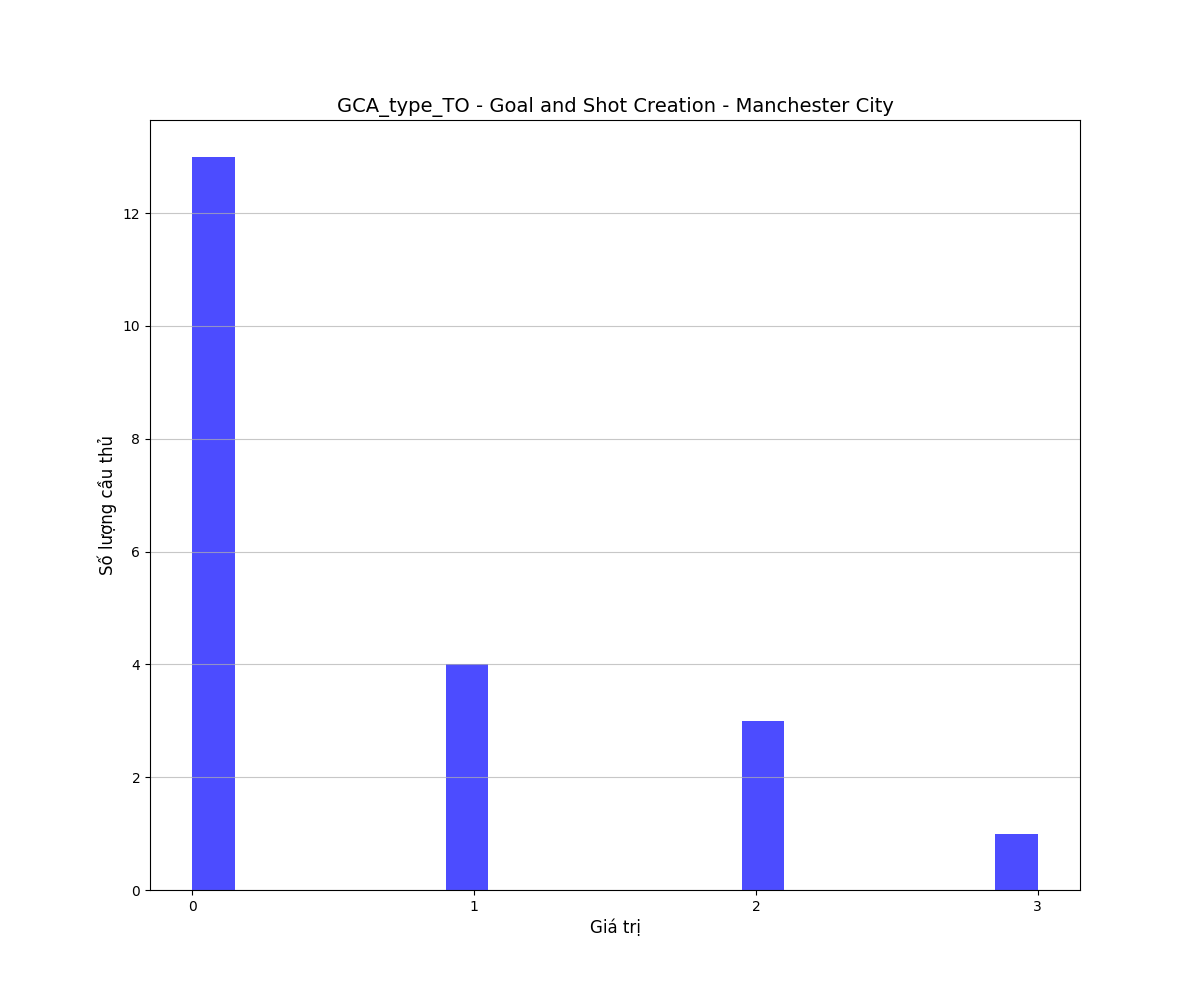 GCA_type_TO - Goal and Shot Creation - Manchester City
Số lượng cầu thủ
12
10
8
6
4
2
0
0 1 2 3
Giá trị